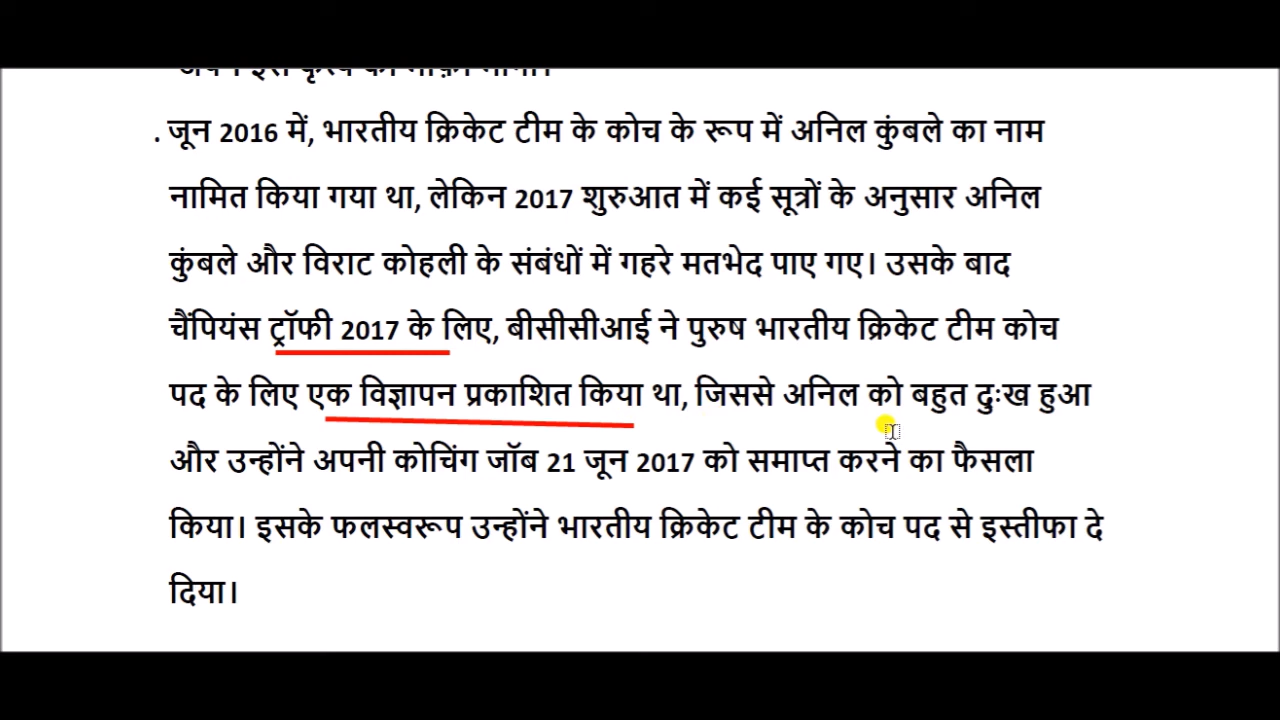 . जून 2016 में, भारतीय क्रिकेट टीम के कोच के रूप में अनिल कुंबले का नाम
नामित किया गया था, लेकिन 2017 शुरुआत में कई सूत्रों के अनुसार अनिल
कुंबले और विराट कोहली के संबंधों में गहरे मतभेद पाए गए। उसके बाद
चैंपियंस ट्रॉफी 2017 के लिए, बीसीसीआई ने पुरुष भारतीय क्रिकेट टीम कोच
पद के लिए एक विज्ञापन प्रकाशित किया था, जिससे अनिल को बहुत दुःख हुआ
और उन्होंने अपनी कोचिंग जॉब 21 जून 2017 को समाप्त करने का फैसला
किया। इसके फलस्वरूप उन्होंने भारतीय क्रिकेट टीम के कोच पद से इस्तीफा दे
दिया।